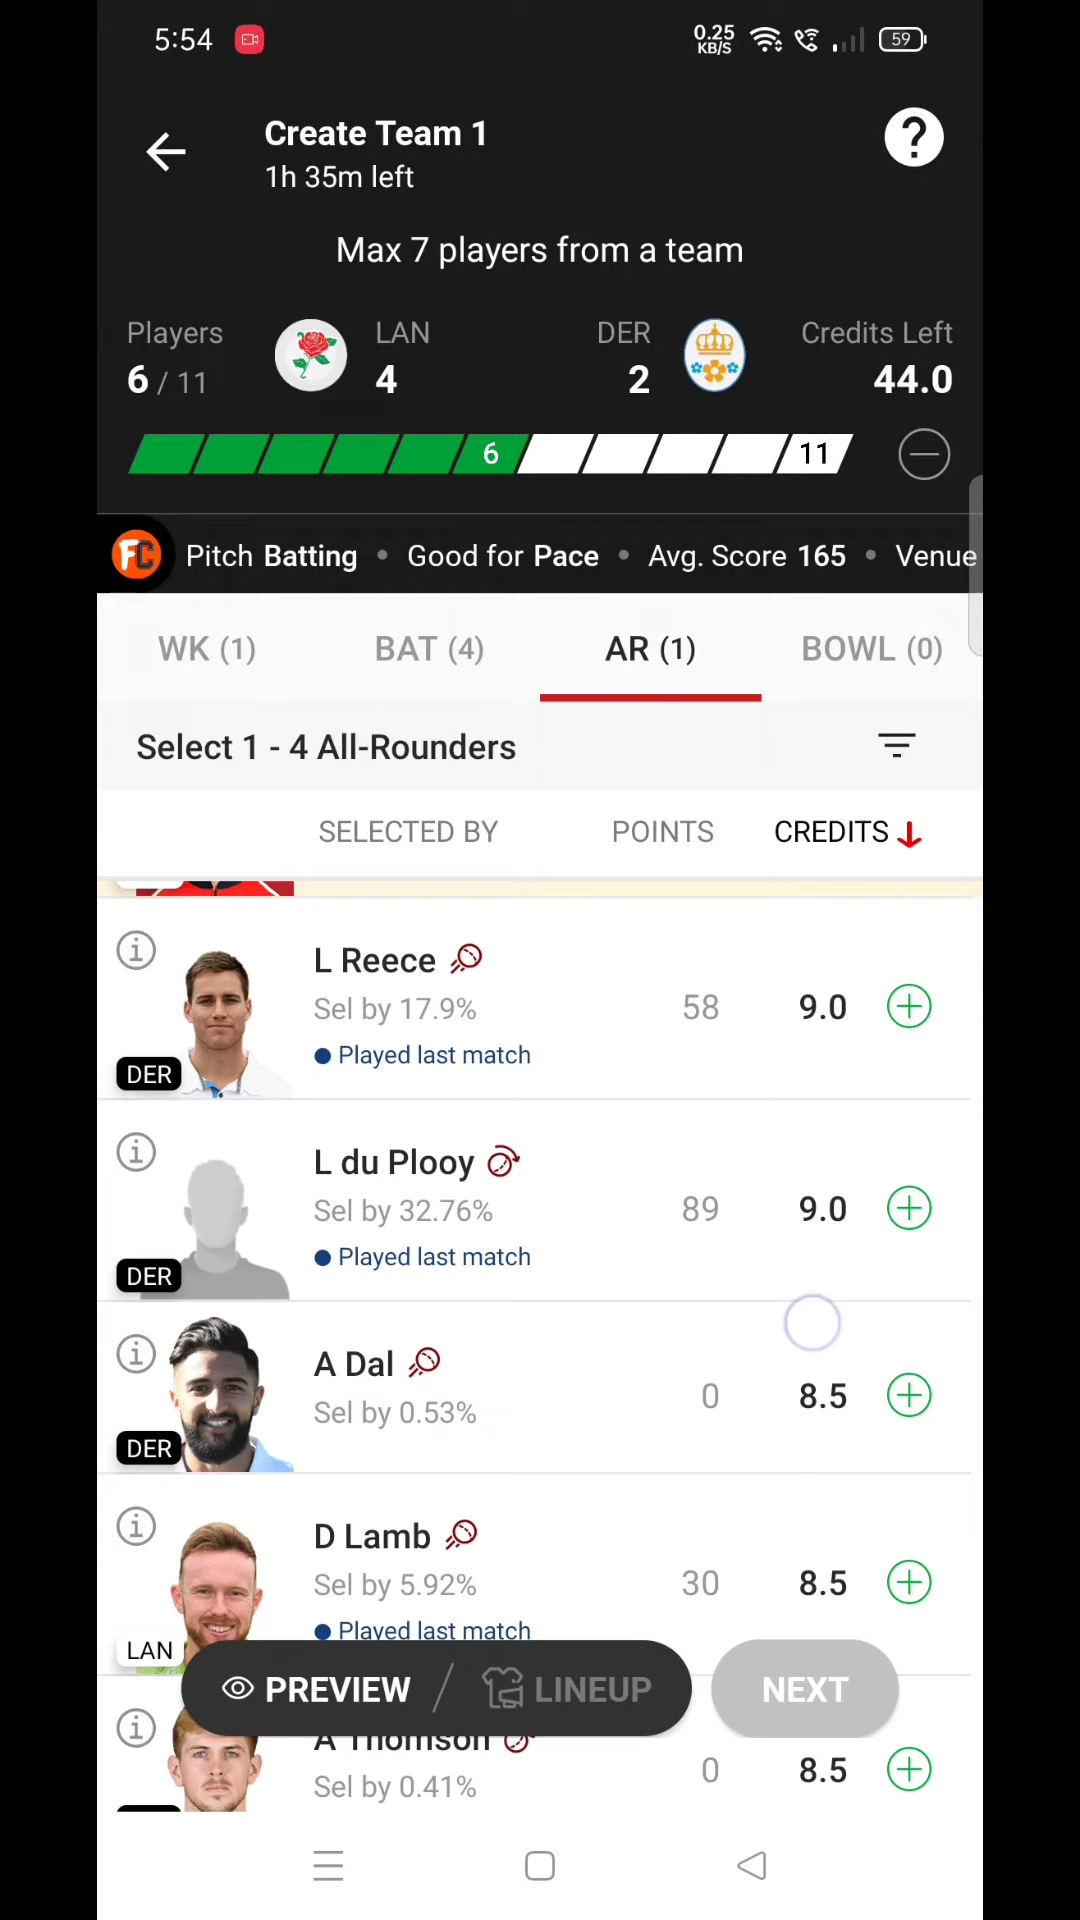 5:54
0.25
KB/S
59
Create Team 1
1h 35m left
?
Max 7 players from a team
Players
LAN
DER
Credits Left
6 / 11
4
2
44.0
6
11
FC Pitch Batting • Good for Pace • Avg. Score 165 • Venue
WK (1)
BAT (4)
AR (1)
BOWL (0)
Select 1 - 4 All-Rounders
SELECTED BY
POINTS
CREDITS
L Reece
Sel by 17.9%
58
9.0
Played last match
DER
L du Plooy
Sel by 32.76%
89
9.0
Played last match
DER
A Dal
Sel by 0.53%
0
8.5
DER
D Lamb
Sel by 5.92%
30
8.5
Played last match
LAN
PREVIEW / LINEUP
NEXT
A Thomson
Sel by 0.41%
0
8.5